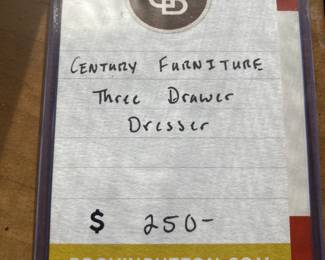 CENTURY FURNITURE
Three Drawer
Dresser
$ 250-